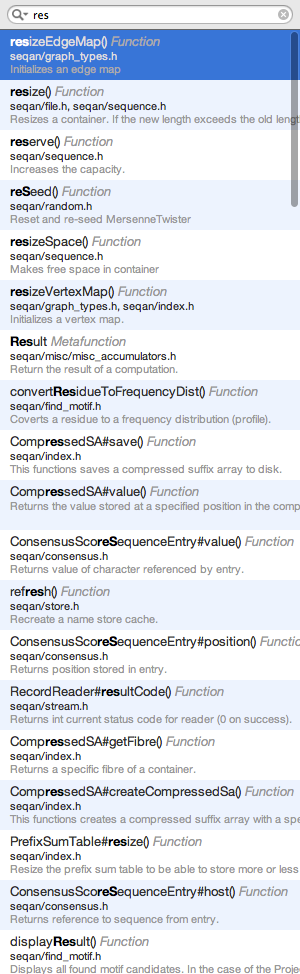 res
resizeEdgeMap() Function
seqan/graph_types.h
Initializes an edge map
resize() Function
seqan/file.h, seqan/sequence.h
Resizes a container. If the new length exceeds the old lengt
reserve() Function
seqan/sequence.h
Increases the capacity.
reSeed() Function
seqan/random.h
Reset and re-seed MersenneTwister
resizeSpace() Function
seqan/sequence.h
Makes free space in container
resizeVertexMap() Function
seqan/graph_types.h, seqan/index.h
Initializes a vertex map.
Result Metafunction
seqan/misc/misc_accumulators.h
Return the result of a computation.
convertResidueToFrequencyDist() Function
seqan/find_motif.h
Coverts a residue to a frequency distribution (profile).
CompressedSA#save() Function
seqan/index.h
This functions saves a compressed suffix array to disk.
CompressedSA#value() Function
Returns the value stored at a specified position in the comp
ConsensusScoreSequenceEntry#value() Function
seqan/consensus.h
Returns value of character referenced by entry.
refresh() Function
seqan/store.h
Recreate a name store cache.
ConsensusScoreSequenceEntry#position() Functio
seqan/consensus.h
Returns position stored in entry.
RecordReader#resultCode() Function
seqan/stream.h
Returns int current status code for reader (0 on success).
CompressedSA#getFibre() Function
seqan/index.h
Returns a specific fibre of a container.
CompressedSA#createCompressedSa() Function
seqan/index.h
This functions creates a compressed suffix array with a spe
PrefixSumTable#resize() Function
seqan/index.h
Resize the prefix sum table to be able to store more or less
ConsensusScoreSequenceEntry#host() Function
seqan/consensus.h
Returns reference to sequence from entry.
displayResult() Function
seqan/find_motif.h
Displays all found motif candidates. In the case of the Proje